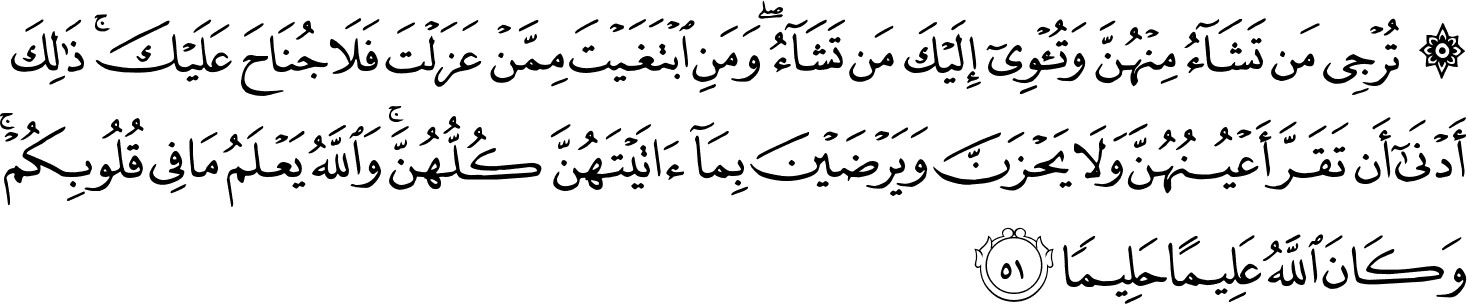 ۞ تُرْجِى مَن تَشَآءُ مِنْهُنَّ وَتُـْٔوِىٓ إِلَيْكَ مَن تَشَآءُ ۖ وَمَنِ ٱبْتَغَيْتَ مِمَّنْ عَزَلْتَ فَلَا جُنَاحَ عَلَيْكَ ۚ ذَٰلِكَ
أَدْنَىٰٓ أَن تَقَرَّ أَعْيُنُهُنَّ وَلَا يَحْزَنَّ وَيَرْضَيْنَ بِمَآ ءَاتَيْتَهُنَّ كُلُّهُنَّ ۚ وَٱللَّهُ يَعْلَمُ مَا فِى قُلُوبِكُمْ ۚ
وَكَانَ ٱللَّهُ عَلِيمًا حَلِيمًا ٥١